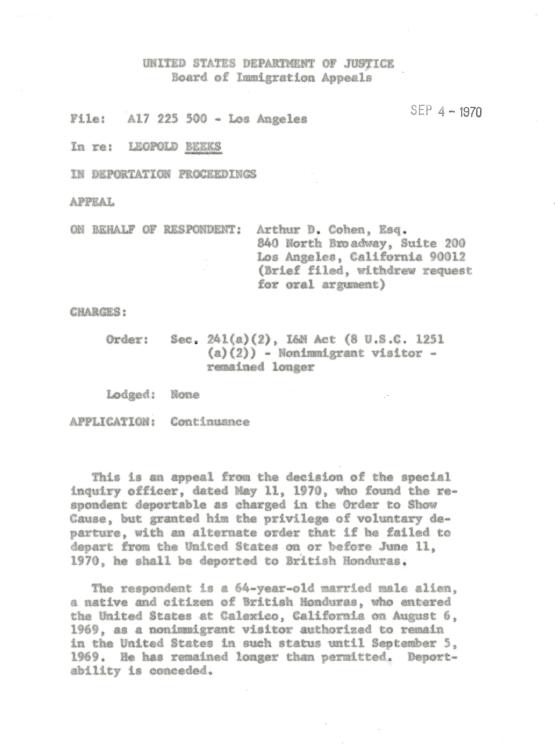 UNITED STATES DEPARTMENT OF JUSTICE
Board of Immigration Appeals
SEP 4 - 1970
File: A17 225 500 - Los Angeles
In re: LEOPOLD BEEKS
IN DEPORTATION PROCEEDINGS
APPEAL
ON BEHALF OF RESPONDENT: Arthur D. Cohen, Esq.
840 North Broadway, Suite 200
Los Angeles, California 90012
(Brief filed, withdrew request
for oral argument)
CHARGES:
Order: Sec. 241(a)(2), I&N Act (8 U.S.C. 1251
(a)(2)) - Nonimmigrant visitor -
remained longer
Lodged: None
APPLICATION: Continuance
This is an appeal from the decision of the special
inquiry officer, dated May 11, 1970, who found the re-
spondent deportable as charged in the Order to Show
Cause, but granted him the privilege of voluntary de-
parture, with an alternate order that if he failed to
depart from the United States on or before June 11,
1970, he shall be deported to British Honduras.
The respondent is a 64-year-old married male alien,
a native and citizen of British Honduras, who entered
the United States at Calexico, California on August 6,
1969, as a nonimmigrant visitor authorized to remain
in the United States in such status until September 5,
1969. He has remained longer than permitted. Deport-
ability is conceded.